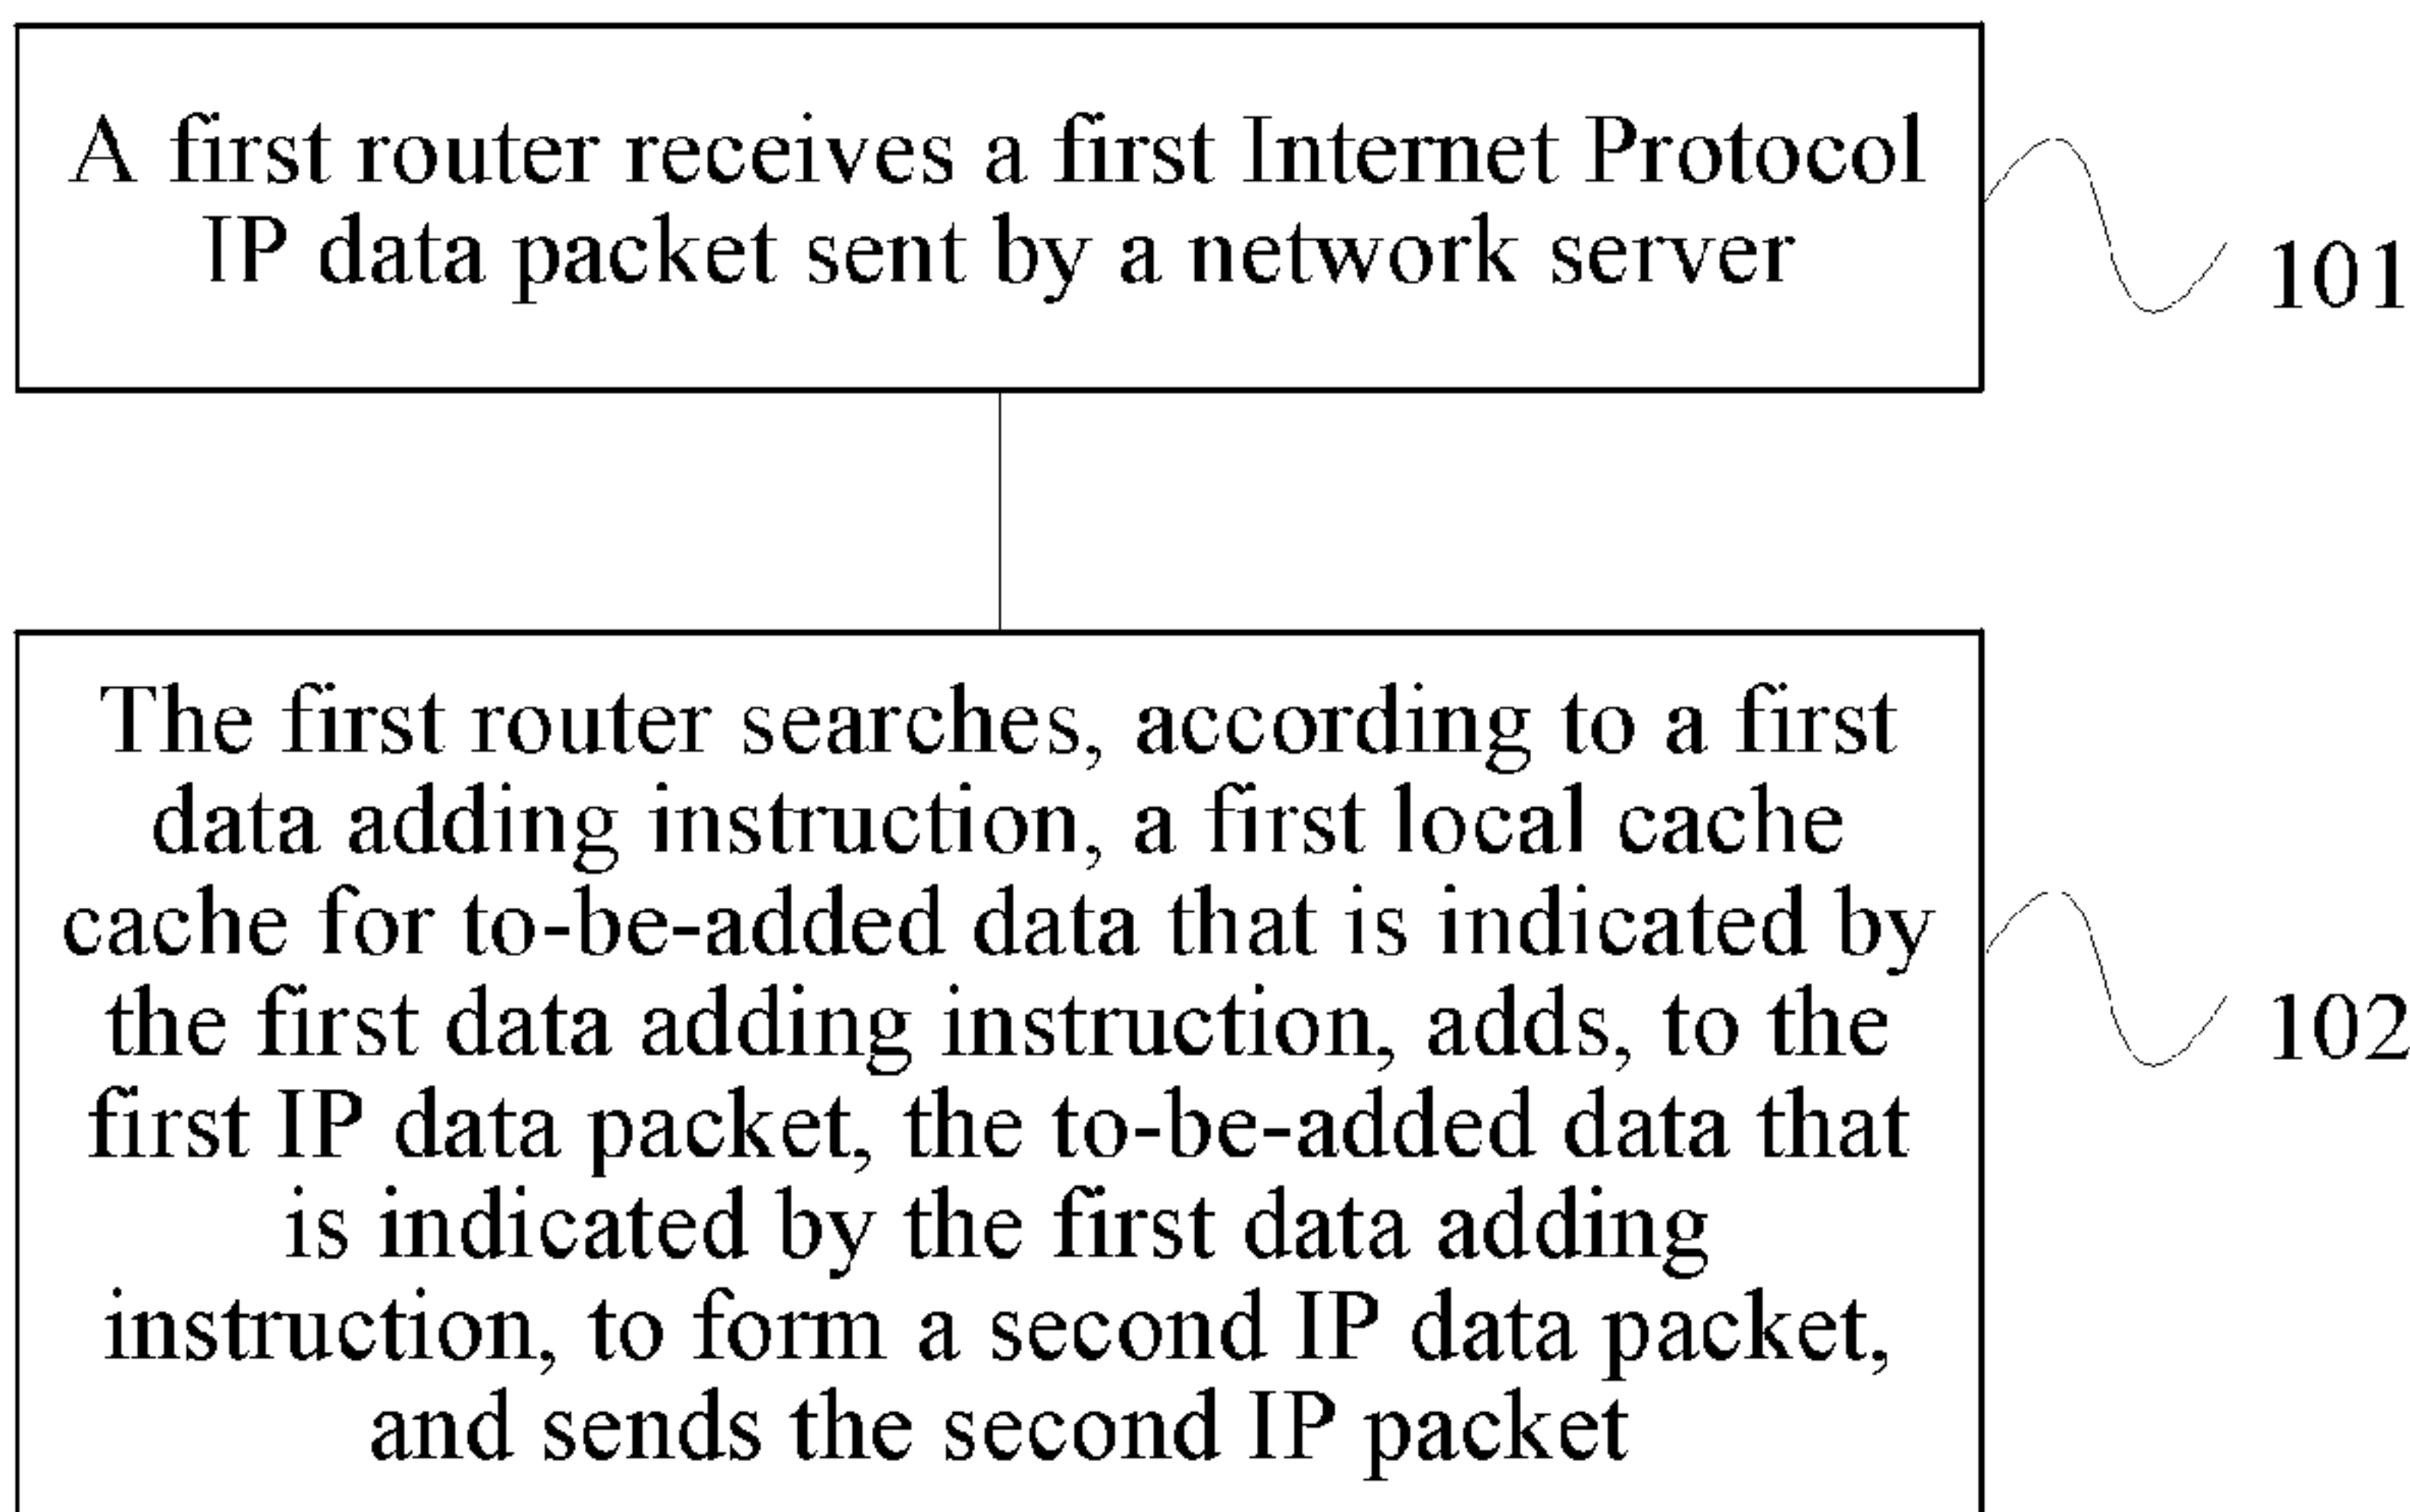 A first router receives a first Internet Protocol
IP data packet sent by a network server
101
The first router searches, according to a first
data adding instruction, a first local cache
cache for to-be-added data that is indicated by
the first data adding instruction, adds, to the
first IP data packet, the to-be-added data that
is indicated by the first data adding
instruction, to form a second IP data packet,
and sends the second IP packet
102